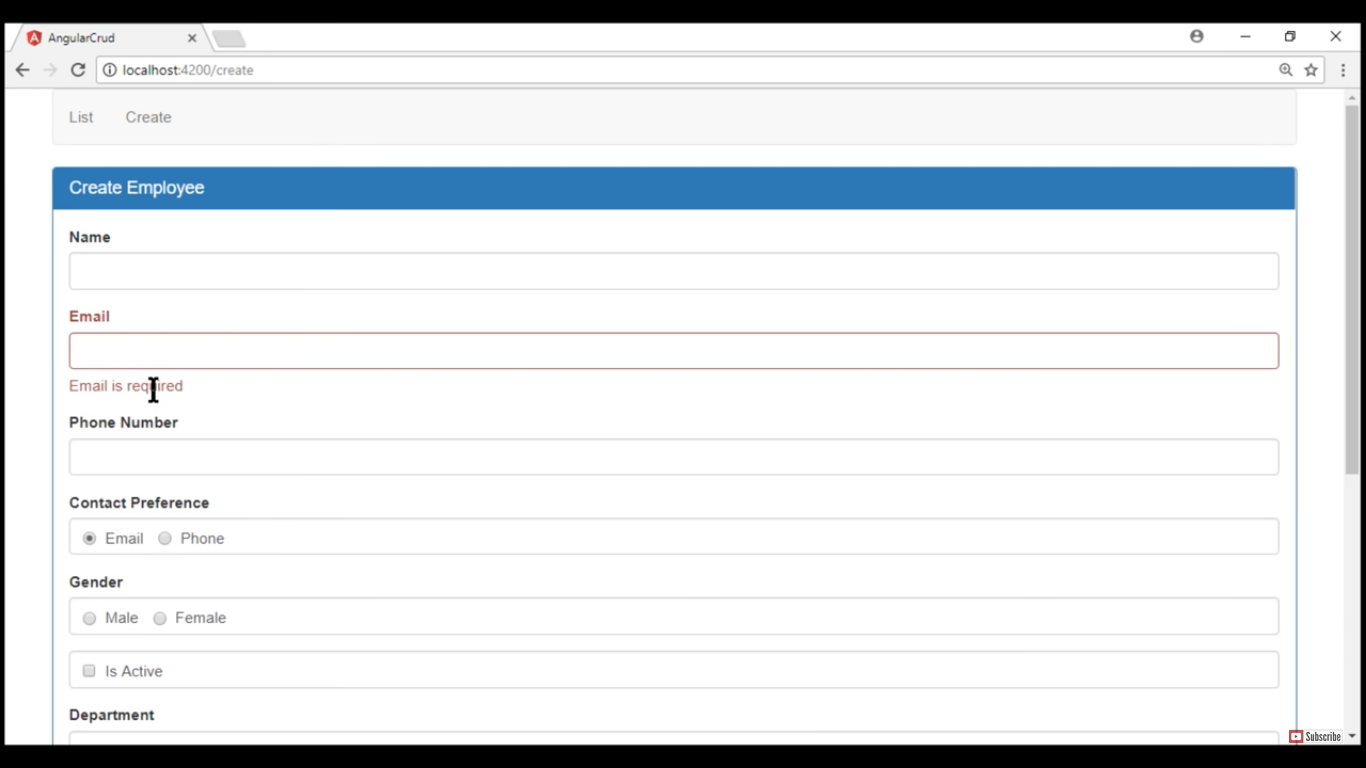 AngularCrud
localhost:4200/create
List Create
Create Employee
Name
Email
Email is required
Phone Number
Contact Preference
Email Phone
Gender
Male Female
Is Active
Department
Subscribe